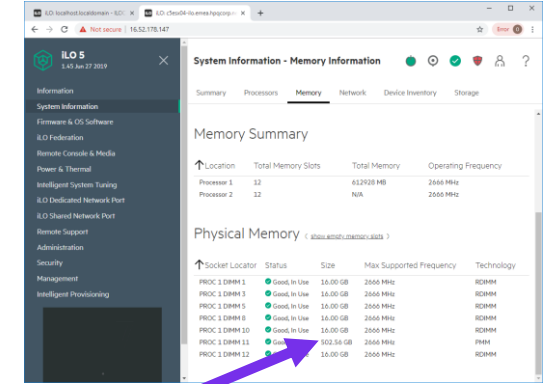 iLO: localhost.localdomain - iLO
iLO: c5esx04-ilo.emea.hpqcorp.n
Not secure 16.52.178.147
Error
iLO 5
1.45 Jun 27 2019
System Information - Memory Information
Information
System Information
Firmware & OS Software
iLO Federation
Remote Console & Media
Power & Thermal
Intelligent System Tuning
iLO Dedicated Network Port
iLO Shared Network Port
Remote Support
Administration
Security
Management
Intelligent Provisioning
Summary Processors Memory Network Device Inventory Storage
Memory Summary
Location Total Memory Slots Total Memory Operating Frequency
Processor 1 12 612928 MB 2666 MHz
Processor 2 12 N/A 2666 MHz
Physical Memory ( show empty memory slots )
Socket Locator Status Size Max Supported Frequency Technology
PROC 1 DIMM 1 Good, In Use 16.00 GB 2666 MHz RDIMM
PROC 1 DIMM 3 Good, In Use 16.00 GB 2666 MHz RDIMM
PROC 1 DIMM 5 Good, In Use 16.00 GB 2666 MHz RDIMM
PROC 1 DIMM 8 Good, In Use 16.00 GB 2666 MHz RDIMM
PROC 1 DIMM 10 Good, In Use 16.00 GB 2666 MHz RDIMM
PROC 1 DIMM 11 Goo 502.56 GB 2666 MHz PMM
PROC 1 DIMM 12 16.00 GB 2666 MHz RDIMM